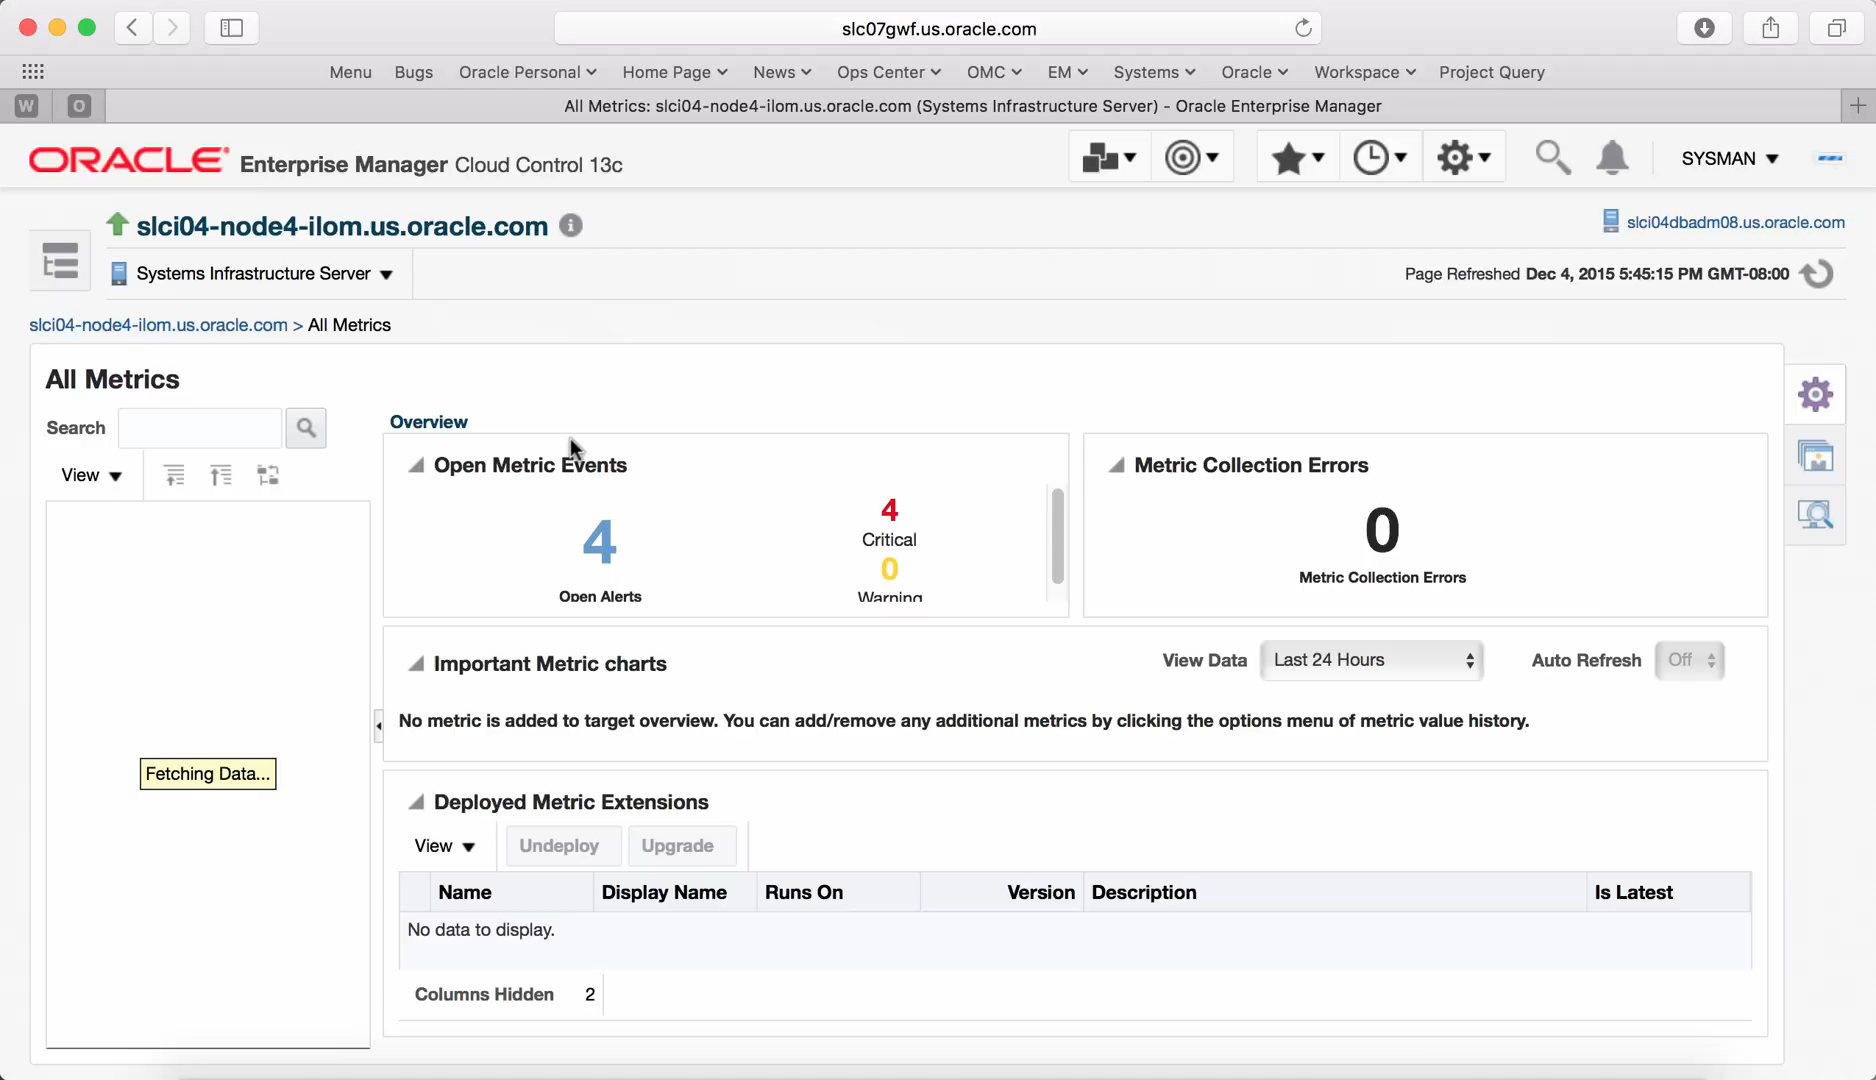 slc07gwf.us.oracle.com
Menu Bugs Oracle Personal Home Page News Ops Center OMC EM Systems Oracle Workspace Project Query
W O All Metrics: slci04-node4-ilom.us.oracle.com (Systems Infrastructure Server) - Oracle Enterprise Manager
ORACLE Enterprise Manager Cloud Control 13c SYSMAN
slci04-node4-ilom.us.oracle.com slci04dbadm08.us.oracle.com
Systems Infrastructure Server Page Refreshed Dec 4, 2015 5:45:15 PM GMT-08:00
slci04-node4-ilom.us.oracle.com > All Metrics
All Metrics
Search
View
Fetching Data...
Overview
Open Metric Events
4
Open Alerts
4
Critical
0
Warning
Metric Collection Errors
0
Metric Collection Errors
Important Metric charts View Data Last 24 Hours Auto Refresh Off
No metric is added to target overview. You can add/remove any additional metrics by clicking the options menu of metric value history.
Deployed Metric Extensions
View Undeploy Upgrade
Name Display Name Runs On Version Description Is Latest
No data to display.
Columns Hidden 2